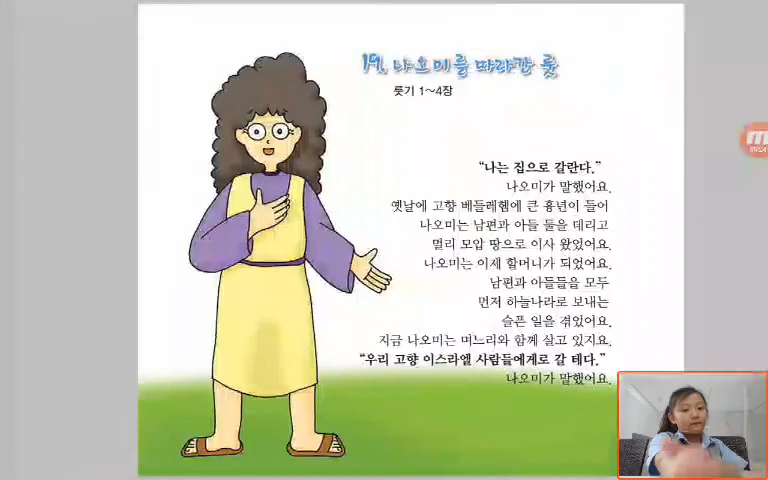 19. 나오미를 따라간 룻
룻기 1~4장
“나는 집으로 갈란다.”
나오미가 말했어요.
옛날에 고향 베들레헴에 큰 흉년이 들어
나오미는 남편과 아들 둘을 데리고
멀리 모압 땅으로 이사 왔었어요.
나오미는 이제 할머니가 되었어요.
남편과 아들들을 모두
먼저 하늘나라로 보내는
슬픈 일을 겪었어요.
지금 나오미는 며느리와 함께 살고 있지요.
“우리 고향 이스라엘 사람들에게로 갈 테다.”
나오미가 말했어요.